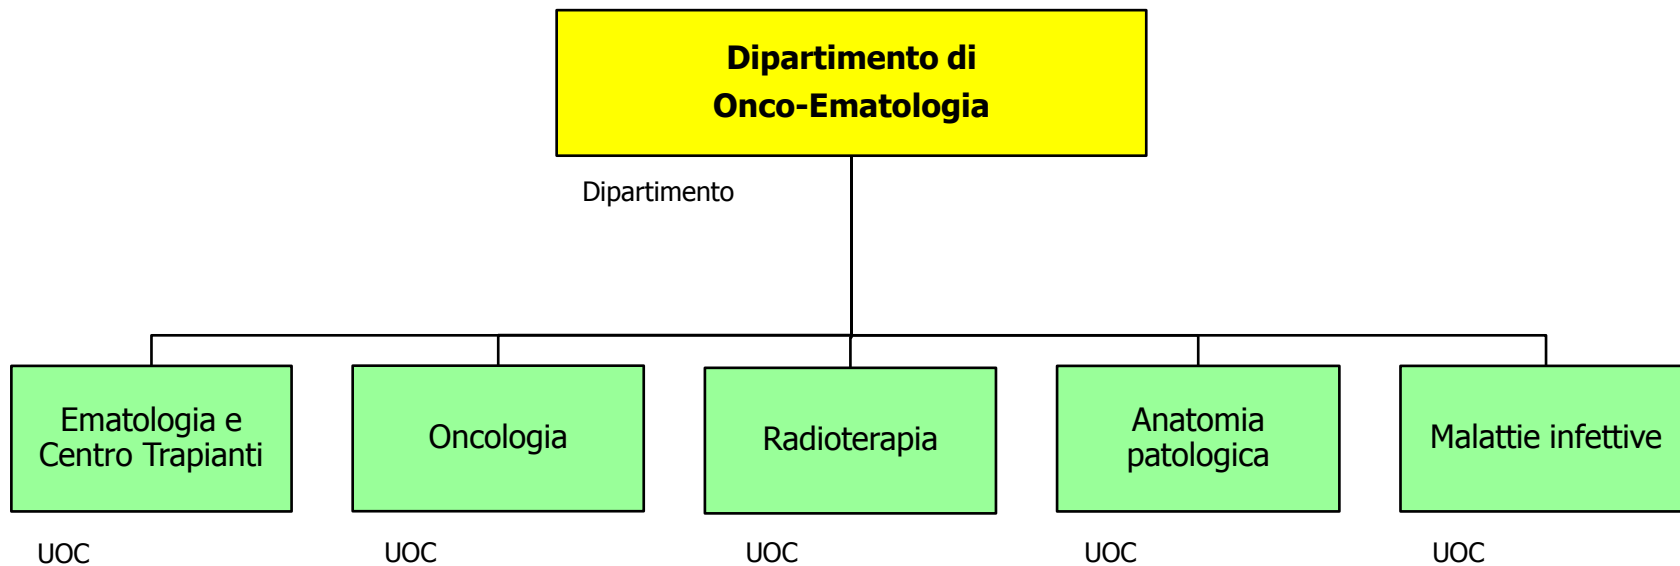 Dipartimento di
Onco-Ematologia
Dipartimento
Ematologia e
Centro Trapianti
Oncologia
Radioterapia
Anatomia
patologica
Malattie infettive
UOC
UOC
UOC
UOC
UOC